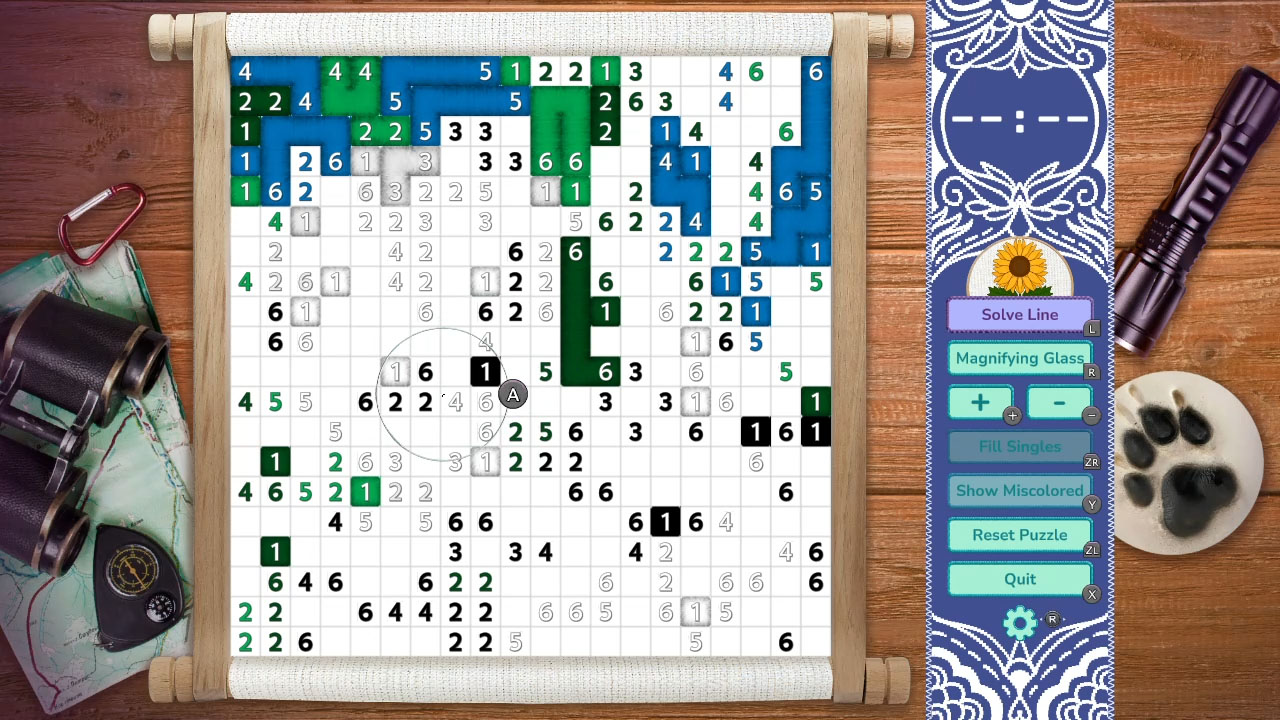 4 4 4 5 1 2 2 1 3 4 6 6
2 2 4 5 5 2 6 3 4
1 2 2 5 3 3 2 1 4 6
1 2 6 1 3 3 3 6 6 4 1 4
1 6 2 6 3 2 2 5 1 1 2 4 6 5
4 1 2 2 3 3 5 6 2 2 4 4
2 4 2 6 2 6 2 2 2 5 1
4 2 6 1 4 2 1 2 2 6 6 1 5 5
6 1 6 6 2 6 1 6 2 2 1
6 6 4 1 6 5
1 6 1 5 6 3 6 5
4 5 5 6 2 2 4 6 3 3 1 6 1
5 6 2 5 6 3 6 1 6 1
1 2 6 3 3 1 2 2 2 6
4 6 5 2 1 2 2 6 6 6
4 5 5 6 6 6 1 6 4
1 3 3 4 4 2 4 6
6 4 6 6 2 2 6 2 6 6 6
2 2 6 4 4 2 2 6 6 5 6 1 5
2 2 6 2 2 5 5 6
A
-- : --
Solve Line
L
Magnifying Glass
R
+
+
-
-
Fill Singles
ZR
Show Miscolored
Y
Reset Puzzle
ZL
Quit
X
R